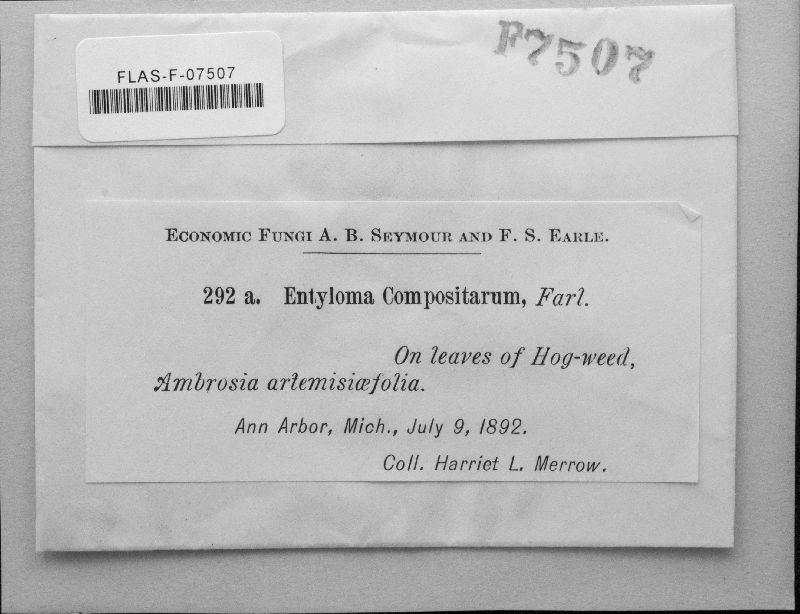 FLAS-F-07507
F7507
Economic Fungi A. B. Seymour and F. S. Earle.
292 a. Entyloma Compositarum, Farl.
On leaves of Hog-weed,
Ambrosia artemisiæfolia.
Ann Arbor, Mich., July 9, 1892.
Coll. Harriet L. Merrow.